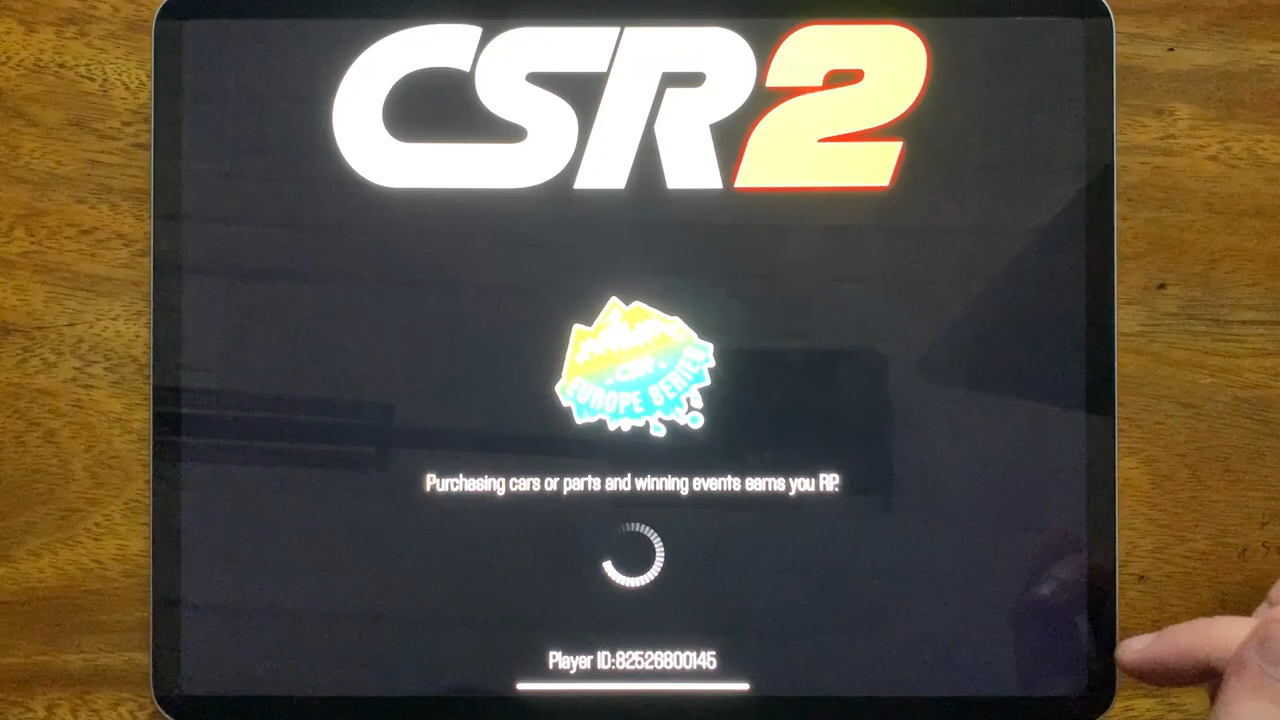 CSR2
CSR
EUROPE SERIES
Purchasing cars or parts and winning events earns you RP.
Player ID:82526800145